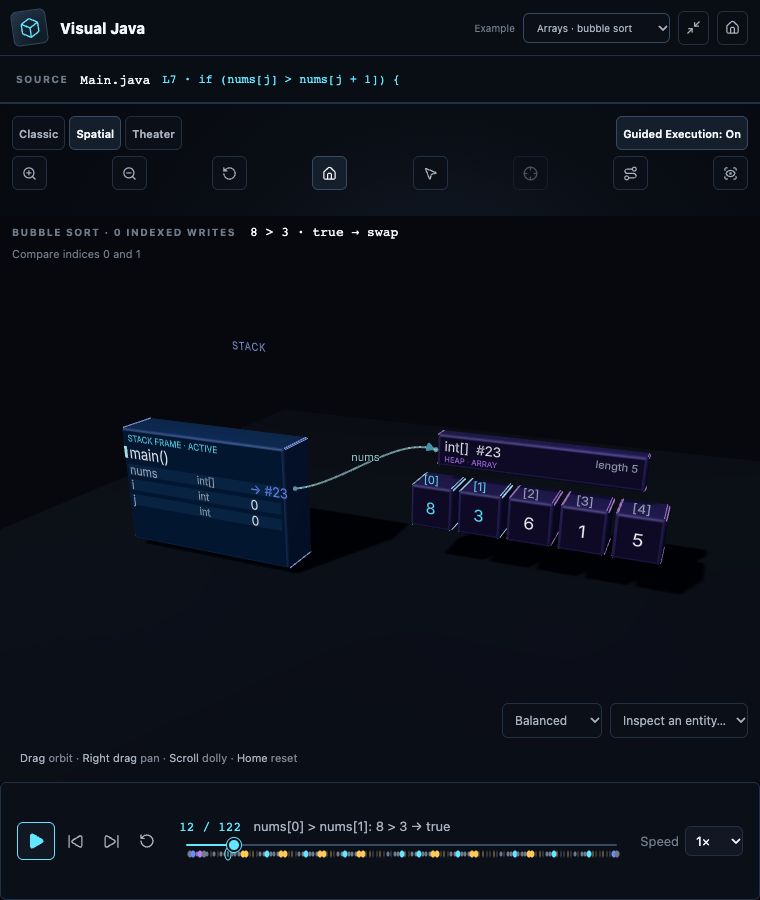 Visual Java
Example
Arrays · bubble sort
SOURCE Main.java L7 · if (nums[j] > nums[j + 1]) {
Classic Spatial Theater Guided Execution: On
BUBBLE SORT · 0 INDEXED WRITES 8 > 3 · true → swap
Compare indices 0 and 1
STACK
STACK FRAME · ACTIVE
main()
nums int[] → #23
i int 0
j int 0
nums
int[] #23
HEAP ARRAY
length 5
[0] [1] [2] [3] [4]
8 3 6 1 5
Balanced Inspect an entity...
Drag orbit · Right drag pan · Scroll dolly · Home reset
12 / 122 nums[0] > nums[1]: 8 > 3 → true
Speed 1×